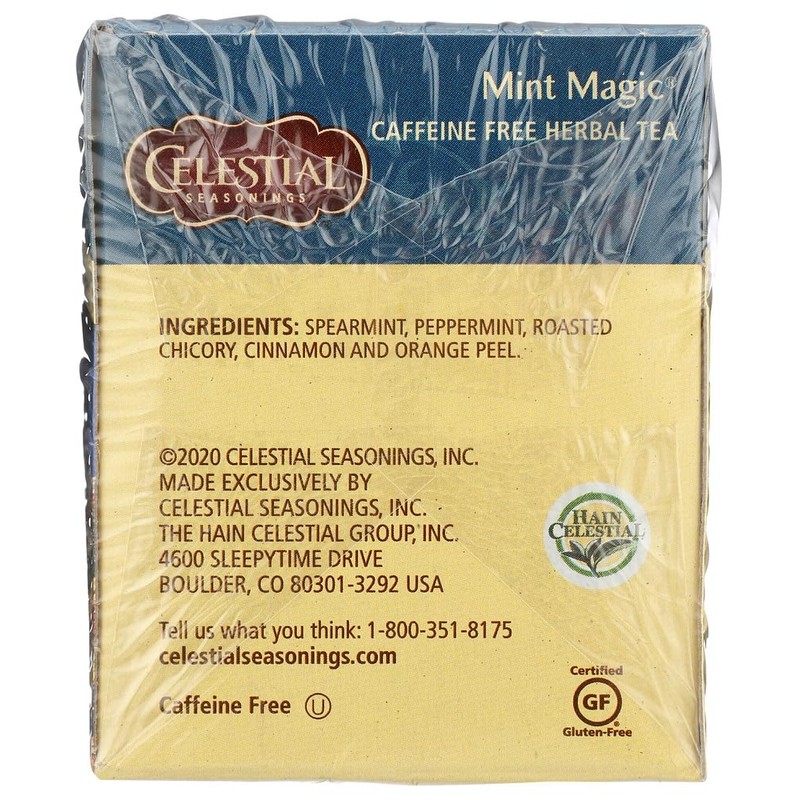 Mint Magic®
CAFFEINE FREE HERBAL TEA
CELESTIAL
SEASONINGS
INGREDIENTS: SPEARMINT, PEPPERMINT, ROASTED
CHICORY, CINNAMON AND ORANGE PEEL.
©2020 CELESTIAL SEASONINGS, INC.
MADE EXCLUSIVELY BY
CELESTIAL SEASONINGS, INC.
THE HAIN CELESTIAL GROUP, INC.
4600 SLEEPYTIME DRIVE
BOULDER, CO 80301-3292 USA
HAIN
CELESTIAL
Tell us what you think: 1-800-351-8175
celestialseasonings.com
Caffeine Free Ⓤ
Certified
GF®
Gluten-Free